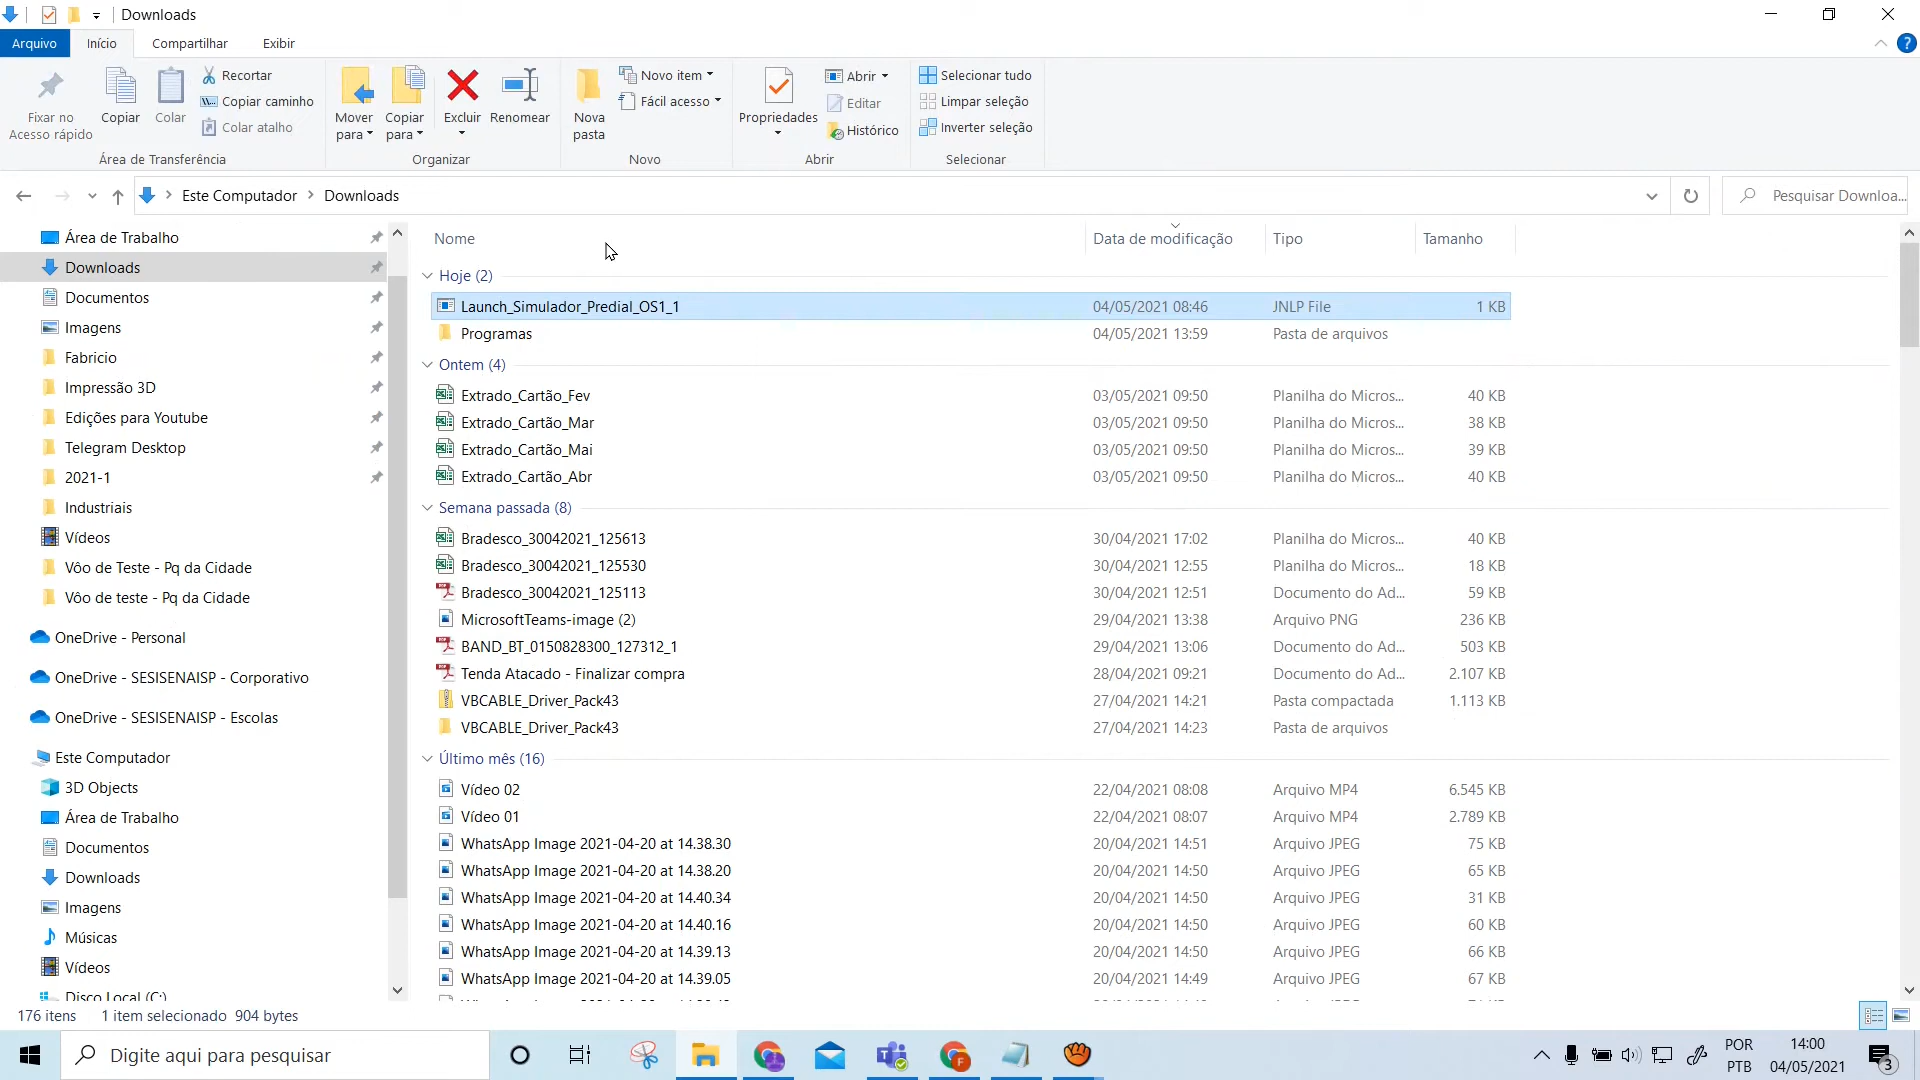 Downloads
Arquivo Início Compartilhar Exibir
Fixar no
Acesso rápido
Copiar
Colar
Recortar
Copiar caminho
Colar atalho
Área de Transferência
Mover
para
Copiar
para
Excluir
Renomear
Organizar
Nova
pasta
Novo item
Fácil acesso
Novo
Propriedades
Abrir
Editar
Histórico
Abrir
Selecionar tudo
Limpar seleção
Inverter seleção
Selecionar
Este Computador Downloads
Pesquisar Downloa...
Área de Trabalho
Downloads
Documentos
Imagens
Fabricio
Impressão 3D
Edições para Youtube
Telegram Desktop
2021-1
Industriais
Vídeos
Vôo de Teste - Pq da Cidade
Vôo de teste - Pq da Cidade
OneDrive - Personal
OneDrive - SESISENAISP - Corporativo
OneDrive - SESISENAISP - Escolas
Este Computador
3D Objects
Área de Trabalho
Documentos
Downloads
Imagens
Músicas
Vídeos
Disco Local (C:)
Nome Data de modificação Tipo Tamanho
Hoje (2)
Launch_Simulador_Predial_OS1_1 04/05/2021 08:46 JNLP File 1 KB
Programas 04/05/2021 13:59 Pasta de arquivos
Ontem (4)
Extrado_Cartão_Fev 03/05/2021 09:50 Planilha do Micros... 40 KB
Extrado_Cartão_Mar 03/05/2021 09:50 Planilha do Micros... 38 KB
Extrado_Cartão_Mai 03/05/2021 09:50 Planilha do Micros... 39 KB
Extrado_Cartão_Abr 03/05/2021 09:50 Planilha do Micros... 40 KB
Semana passada (8)
Bradesco_30042021_125613 30/04/2021 17:02 Planilha do Micros... 40 KB
Bradesco_30042021_125530 30/04/2021 12:55 Planilha do Micros... 18 KB
Bradesco_30042021_125113 30/04/2021 12:51 Documento do Ad... 59 KB
MicrosoftTeams-image (2) 29/04/2021 13:38 Arquivo PNG 236 KB
BAND_BT_0150828300_127312_1 29/04/2021 13:06 Documento do Ad... 503 KB
Tenda Atacado - Finalizar compra 28/04/2021 09:21 Documento do Ad... 2.107 KB
VBCABLE_Driver_Pack43 27/04/2021 14:21 Pasta compactada 1.113 KB
VBCABLE_Driver_Pack43 27/04/2021 14:23 Pasta de arquivos
Último mês (16)
Vídeo 02 22/04/2021 08:08 Arquivo MP4 6.545 KB
Vídeo 01 22/04/2021 08:07 Arquivo MP4 2.789 KB
WhatsApp Image 2021-04-20 at 14.38.30 20/04/2021 14:51 Arquivo JPEG 75 KB
WhatsApp Image 2021-04-20 at 14.38.20 20/04/2021 14:50 Arquivo JPEG 65 KB
WhatsApp Image 2021-04-20 at 14.40.34 20/04/2021 14:50 Arquivo JPEG 31 KB
WhatsApp Image 2021-04-20 at 14.40.16 20/04/2021 14:50 Arquivo JPEG 60 KB
WhatsApp Image 2021-04-20 at 14.39.13 20/04/2021 14:50 Arquivo JPEG 66 KB
WhatsApp Image 2021-04-20 at 14.39.05 20/04/2021 14:49 Arquivo JPEG 67 KB
176 itens 1 item selecionado 904 bytes
Digite aqui para pesquisar
POR
PTB
14:00
04/05/2021
3